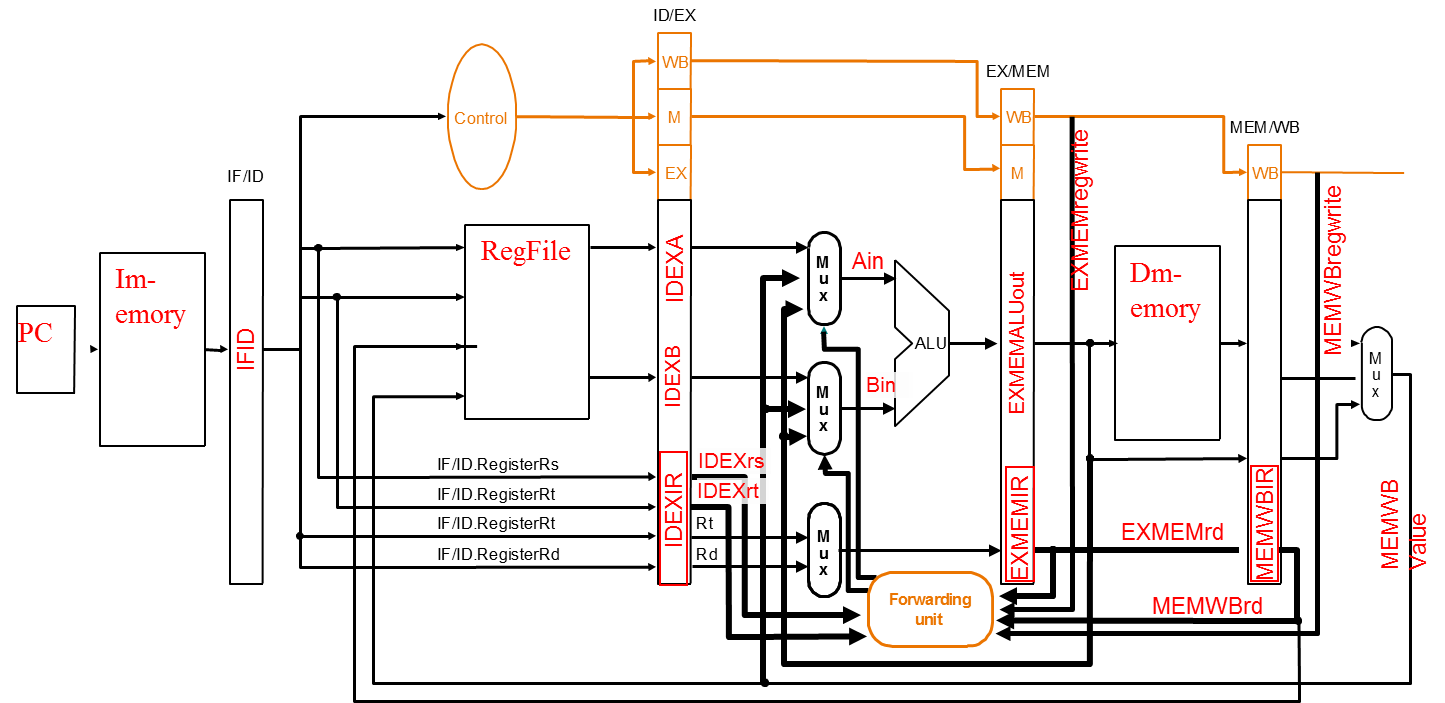 ID/EX
EX/MEM
MEM/WB
IF/ID
WB
M
EX
Control
WB
M
WB
EXMEMregwrite
MEMWBregwrite
PC
Im-
emory
IFID
RegFile
IDEXA
IDEXB
Mux
Ain
Mux
Bin
ALU
EXMEMALUout
Dm-
emory
Mux
IF/ID.RegisterRs
IF/ID.RegisterRt
IF/ID.RegisterRt
IF/ID.RegisterRd
IDEXIR
IDEXrs
IDEXrt
Rt
Rd
Mux
EXMEMIR
EXMEMrd
MEMWBIR
MEMWBrd
MEMWB
Value
Forwarding
unit